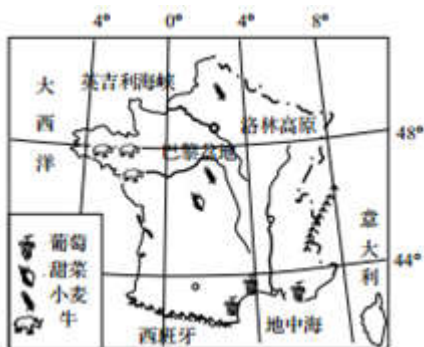 4° 0° 4° 8°
大西洋
英吉利海峡
洛林高原
48°
巴黎盆地
意大利
44°
葡萄
甜菜
小麦
牛
西班牙
地中海